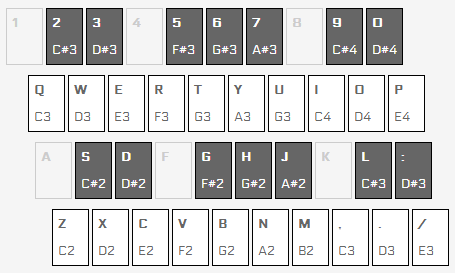 1 2 3 4 5 6 7 8 9 0
C#3 D#3 F#3 G#3 A#3 C#4 D#4
Q W E R T Y U I O P
C3 D3 E3 F3 G3 A3 G3 C4 D4 E4
A S D F G H J K L :
C#2 D#2 F#2 G#2 A#2 C#3 D#3
Z X C V B N M , . /
C2 D2 E2 F2 G2 A2 B2 C3 D3 E3